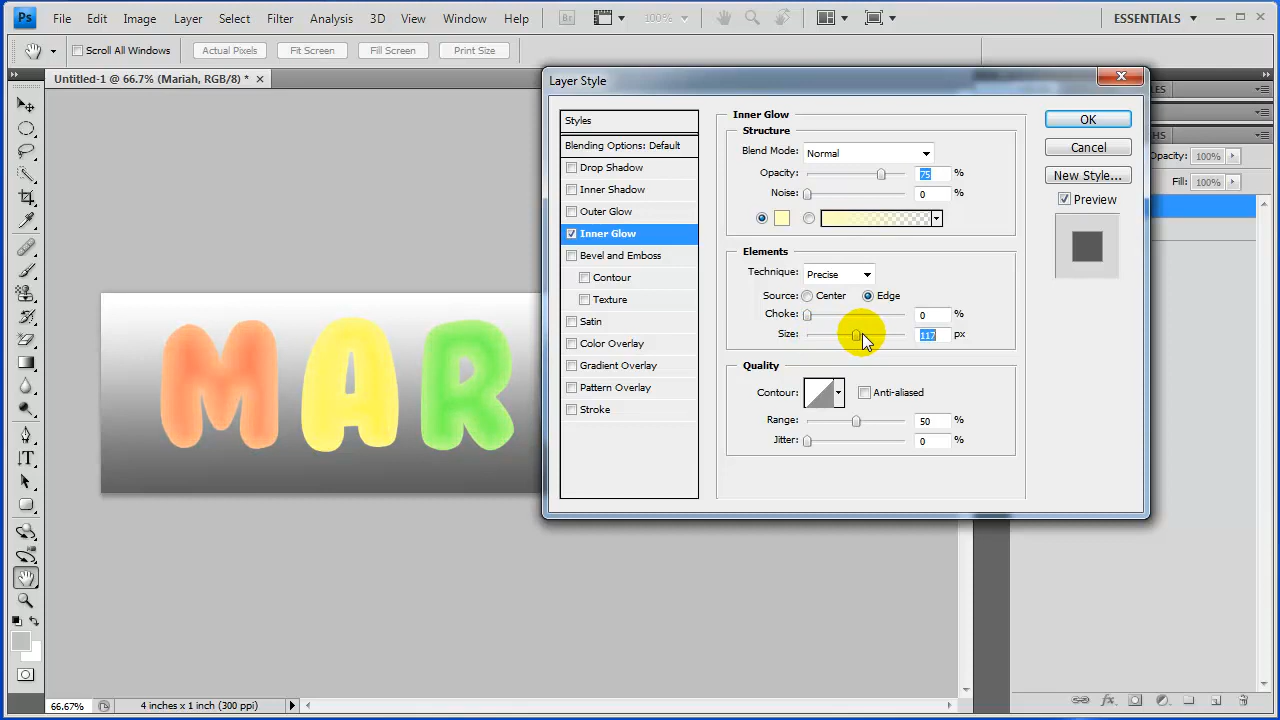 Ps File Edit Image Layer Select Filter Analysis 3D View Window Help Br 100% ESSENTIALS
Scroll All Windows Actual Pixels Fit Screen Fill Screen Print Size
Untitled-1 @ 66.7% (Mariah, RGB/8) *
Layer Style
Styles
Blending Options: Default
Drop Shadow
Inner Shadow
Outer Glow
Inner Glow
Bevel and Emboss
Contour
Texture
Satin
Color Overlay
Gradient Overlay
Pattern Overlay
Stroke
Inner Glow
Structure
Blend Mode: Normal
Opacity: 75 %
Noise: 0 %
Elements
Technique: Precise
Source: Center Edge
Choke: 0 %
Size: 117 px
Quality
Contour: Anti-aliased
Range: 50 %
Jitter: 0 %
OK
Cancel
New Style...
Preview
Opacity: 100%
Fill: 100%
MAR
T
fx
66.67% 4 inches x 1 inch (300 ppi)